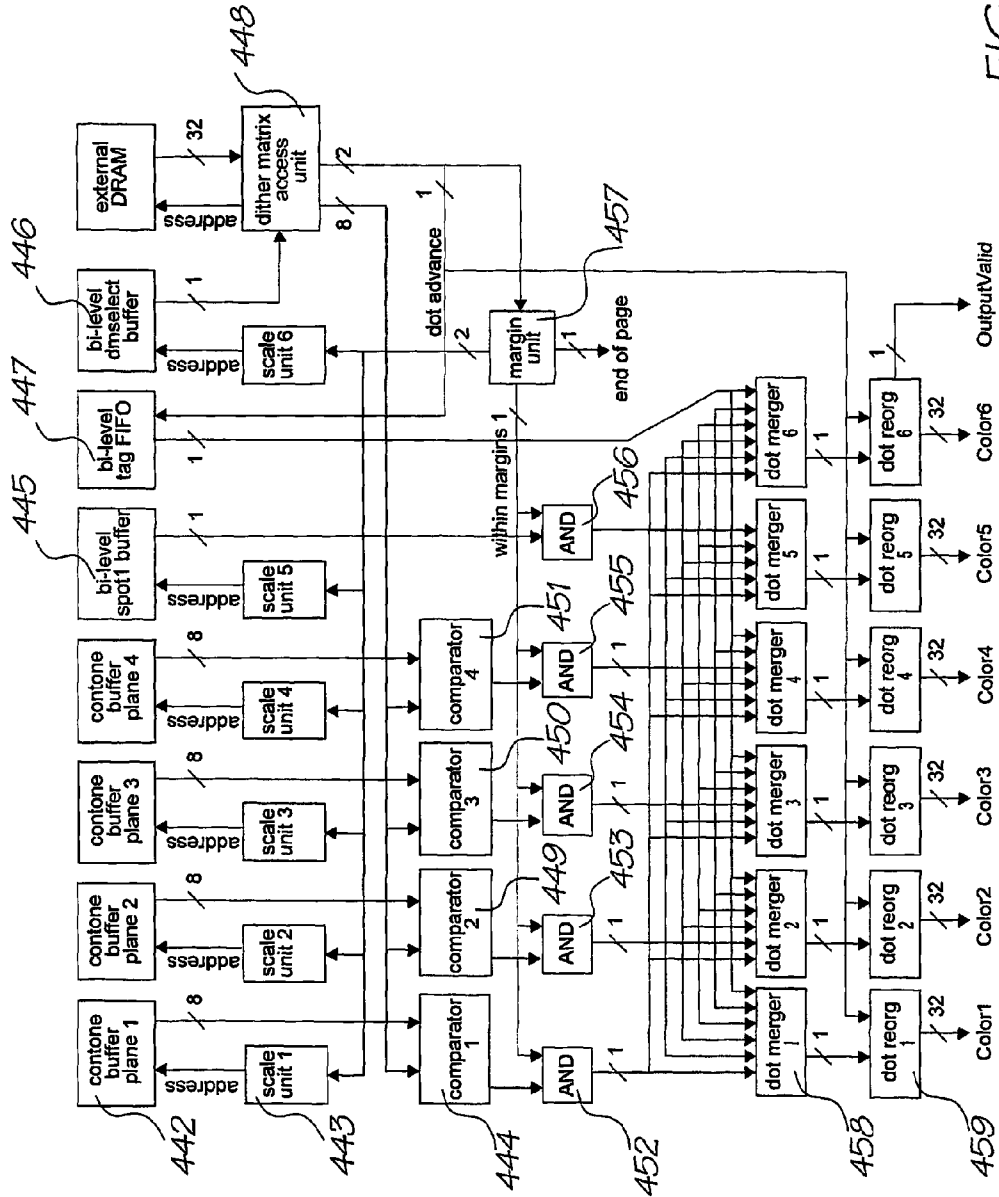 442
contone
buffer
plane 1
contone
buffer
plane 2
contone
buffer
plane 3
contone
buffer
plane 4
445
bi-level
spot1 buffer
447
bi-level
tag FIFO
446
bi-level
dmselect
buffer
external
DRAM
address
8
address
8
address
8
address
8
address
1
1
address
1
address
32
443
scale
unit 1
scale
unit 2
scale
unit 3
scale
unit 4
scale
unit 5
scale
unit 6
dither matrix
access
unit
448
8
2
dot advance
1
2
margin
unit
457
1
end of page
within margins
1
444
comparator
1
449
comparator
2
450
comparator
3
451
comparator
4
452
AND
453
AND
454
AND
455
AND
456
AND
1
1
1
1
458
dot merger
1
dot merger
2
dot merger
3
dot merger
4
dot merger
5
dot merger
6
1
1
1
1
1
1
459
dot reorg
1
dot reorg
2
dot reorg
3
dot reorg
4
dot reorg
5
dot reorg
6
1
32
32
32
32
32
32
Color1
Color2
Color3
Color4
Color5
Color6
OutputValid